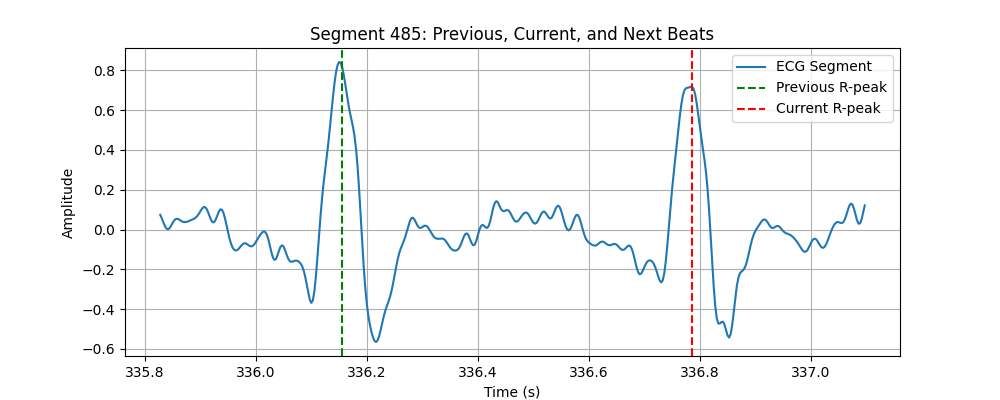 Segment 485: Previous, Current, and Next Beats
ECG Segment
Previous R-peak
Current R-peak
Amplitude
0.8
0.6
0.4
0.2
0.0
−0.2
−0.4
−0.6
335.8 336.0 336.2 336.4 336.6 336.8 337.0
Time (s)